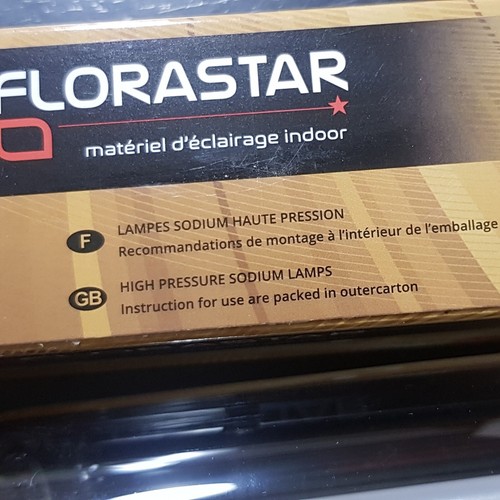 FLORASTAR
matériel d'éclairage indoor
F
LAMPES SODIUM HAUTE PRESSION
Recommandations de montage à l'intérieur de l'emballage
GB
HIGH PRESSURE SODIUM LAMPS
Instruction for use are packed in outercarton